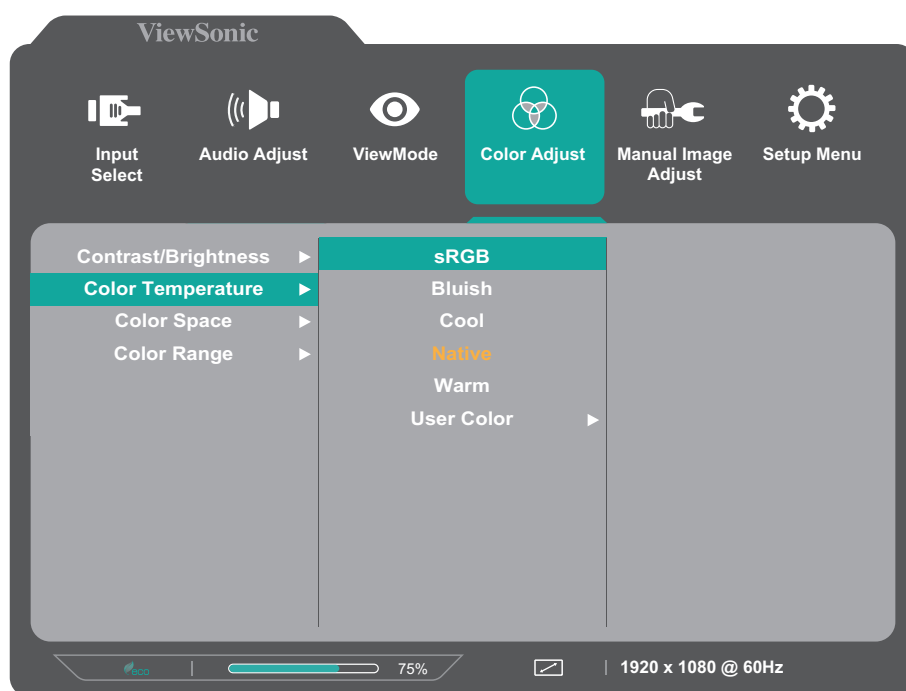 ViewSonic
Input
Select
Audio Adjust
ViewMode
Color Adjust
Manual Image
Adjust
Setup Menu
Contrast/Brightness
Color Temperature
Color Space
Color Range
sRGB
Bluish
Cool
Native
Warm
User Color
eco
75%
1920 x 1080 @ 60Hz